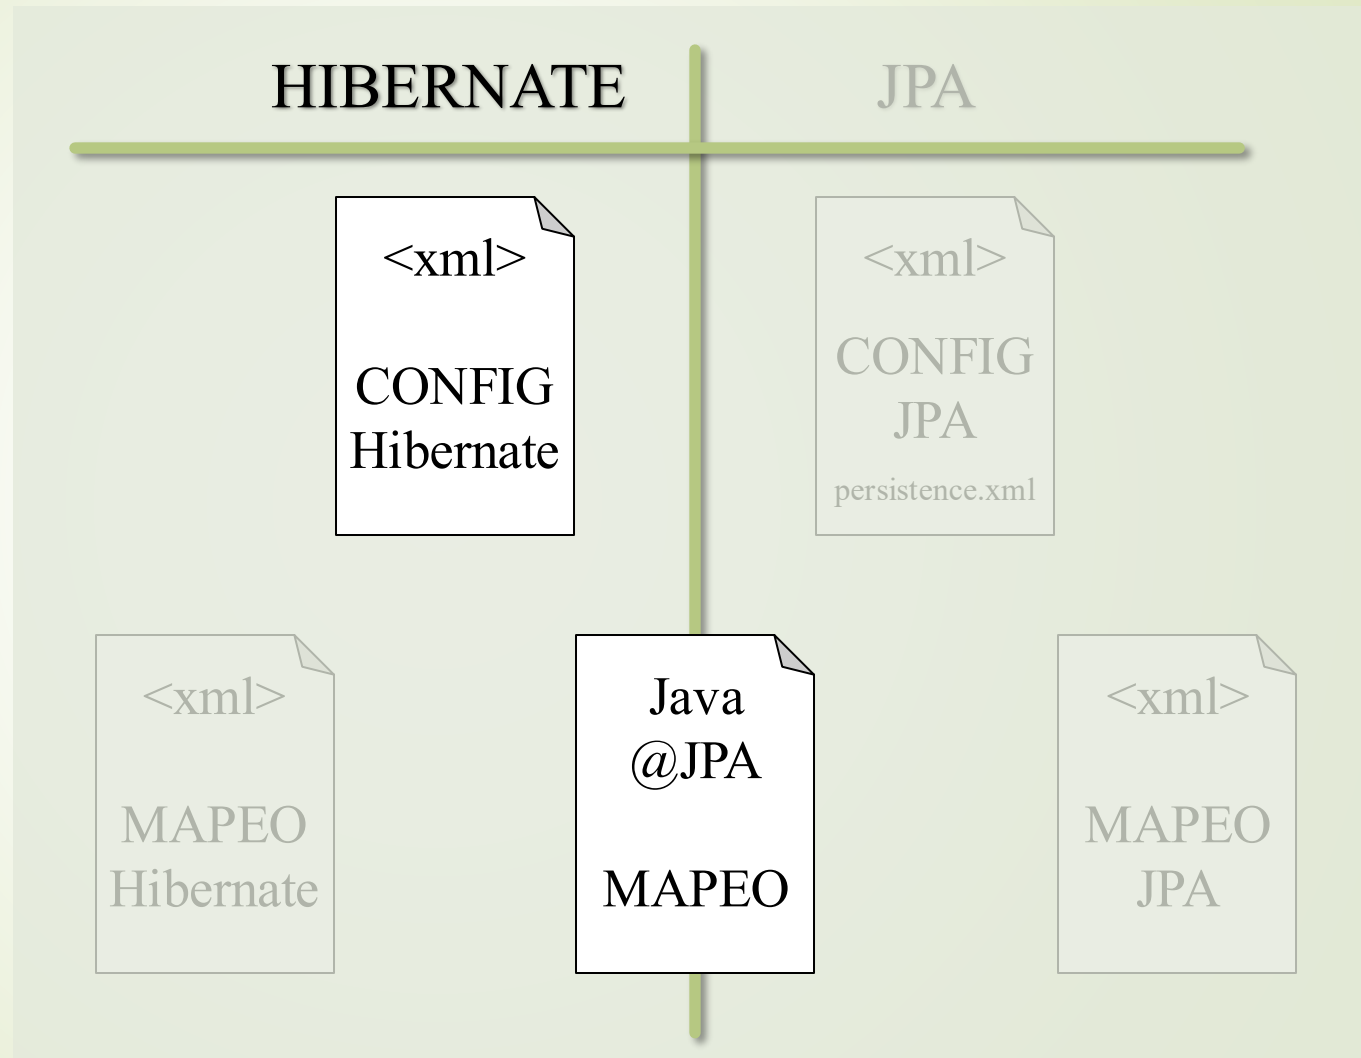 HIBERNATE
JPA
<xml>
CONFIG
Hibernate
<xml>
CONFIG
JPA
persistence.xml
<xml>
MAPEO
Hibernate
Java
@JPA
MAPEO
<xml>
MAPEO
JPA